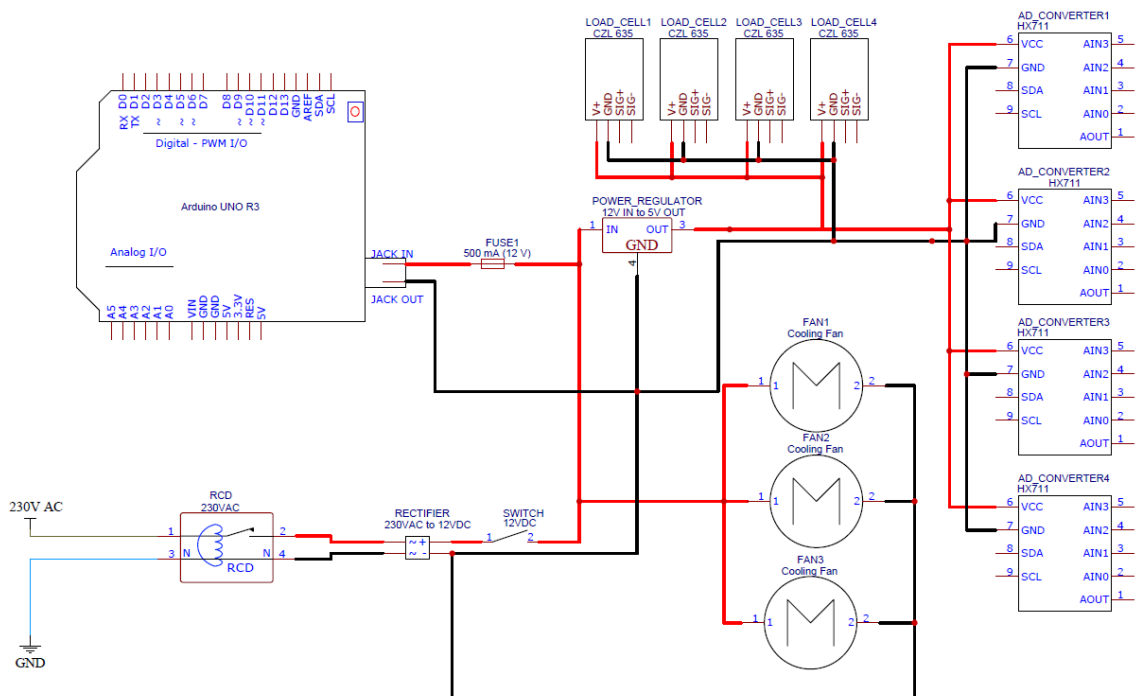 LOAD_CELL1
CZL 635
V+
GND
SIG+
SIG-
LOAD_CELL2
CZL 635
V+
GND
SIG+
SIG-
LOAD_CELL3
CZL 635
V+
GND
SIG+
SIG-
LOAD_CELL4
CZL 635
V+
GND
SIG+
SIG-
AD_CONVERTER1
HX711
6 VCC AIN3 5
7 GND AIN2 4
8 SDA AIN1 3
9 SCL AIN0 2
AOUT 1
RX D0
TX D1
D2
~ D3
D4
~ D5
~ D6
D7
D8
~ D9
~ D10
~ D11
D12
D13
GND
AREF
SDA
SCL
Digital - PWM I/O
Arduino UNO R3
Analog I/O
JACK IN
JACK OUT
A5
A4
A3
A2
A1
A0
VIN
GND
GND
5V
3.3V
RES
5V
FUSE1
500 mA (12 V)
POWER_REGULATOR
12V IN to 5V OUT
1 IN OUT 3
GND
4
AD_CONVERTER2
HX711
6 VCC AIN3 5
7 GND AIN2 4
8 SDA AIN1 3
9 SCL AIN0 2
AOUT 1
AD_CONVERTER3
HX711
6 VCC AIN3 5
7 GND AIN2 4
8 SDA AIN1 3
9 SCL AIN0 2
AOUT 1
FAN1
Cooling Fan
1 1 2 2
FAN2
Cooling Fan
1 1 2 2
FAN3
Cooling Fan
1 1 2 2
AD_CONVERTER4
HX711
6 VCC AIN3 5
7 GND AIN2 4
8 SDA AIN1 3
9 SCL AIN0 2
AOUT 1
230V AC
RCD
230VAC
1 2
3 N N 4
RCD
RECTIFIER
230VAC to 12VDC
~ +
~ -
SWITCH
12VDC
1 2
GND